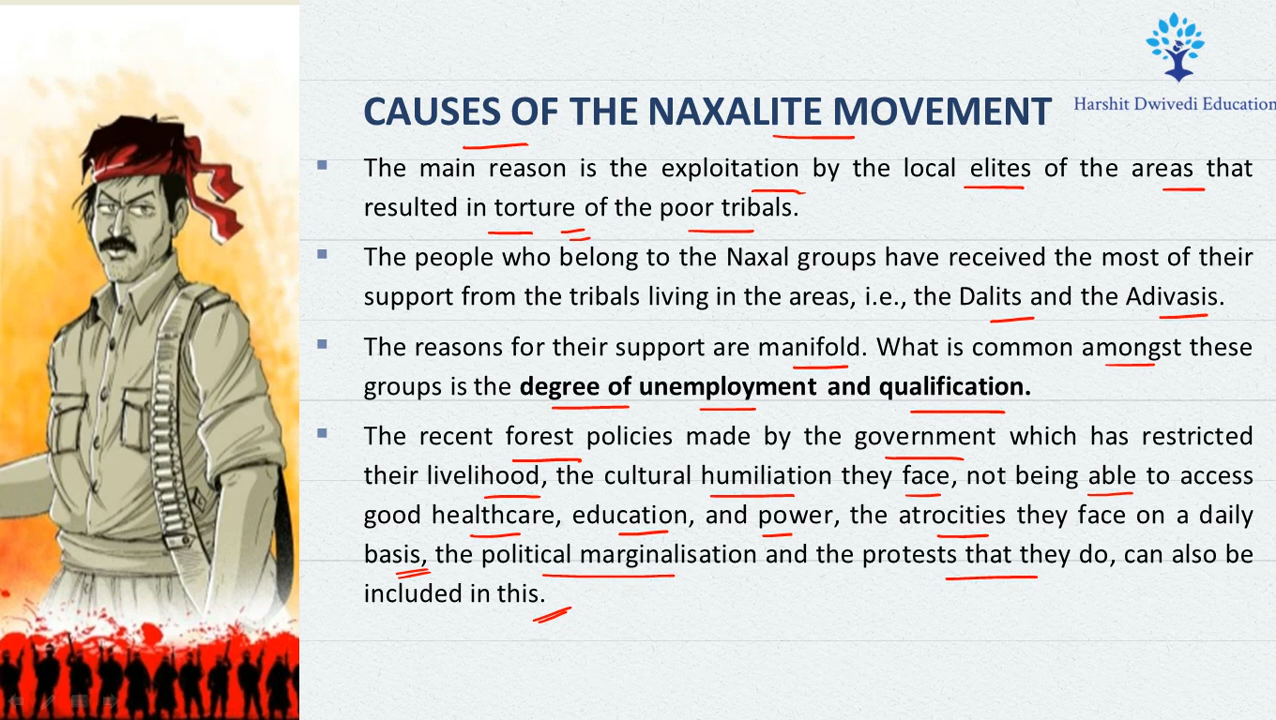 Harshit Dwivedi Education
CAUSES OF THE NAXALITE MOVEMENT
▪ The main reason is the exploitation by the local elites of the areas that
resulted in torture of the poor tribals.
▪ The people who belong to the Naxal groups have received the most of their
support from the tribals living in the areas, i.e., the Dalits and the Adivasis.
▪ The reasons for their support are manifold. What is common amongst these
groups is the degree of unemployment and qualification.
▪ The recent forest policies made by the government which has restricted
their livelihood, the cultural humiliation they face, not being able to access
good healthcare, education, and power, the atrocities they face on a daily
basis, the political marginalisation and the protests that they do, can also be
included in this.